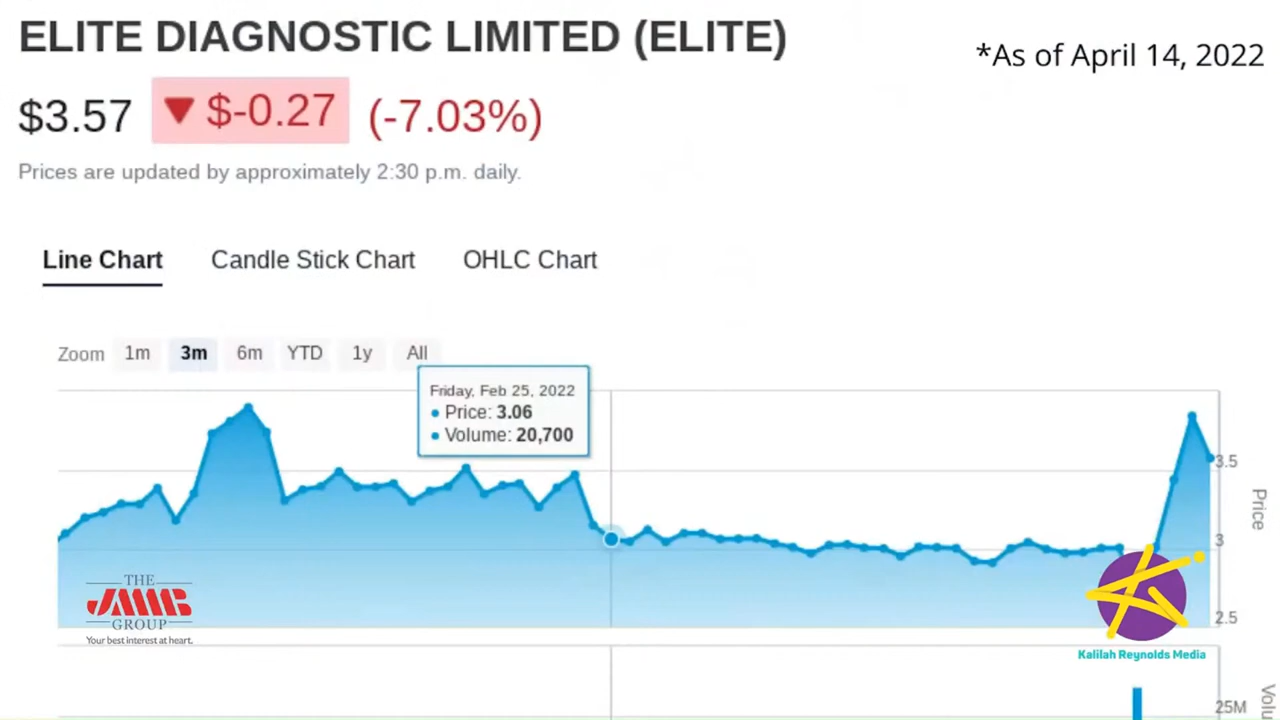 ELITE DIAGNOSTIC LIMITED (ELITE)
*As of April 14, 2022
$3.57 ▼ $-0.27 (-7.03%)
Prices are updated by approximately 2:30 p.m. daily.
Line Chart Candle Stick Chart OHLC Chart
Zoom 1m 3m 6m YTD 1y All
Friday, Feb 25, 2022
• Price: 3.06
• Volume: 20,700
3.5
Price
3
2.5
THE
JMMB
GROUP
Your best interest at heart.
Kalilah Reynolds Media
25M